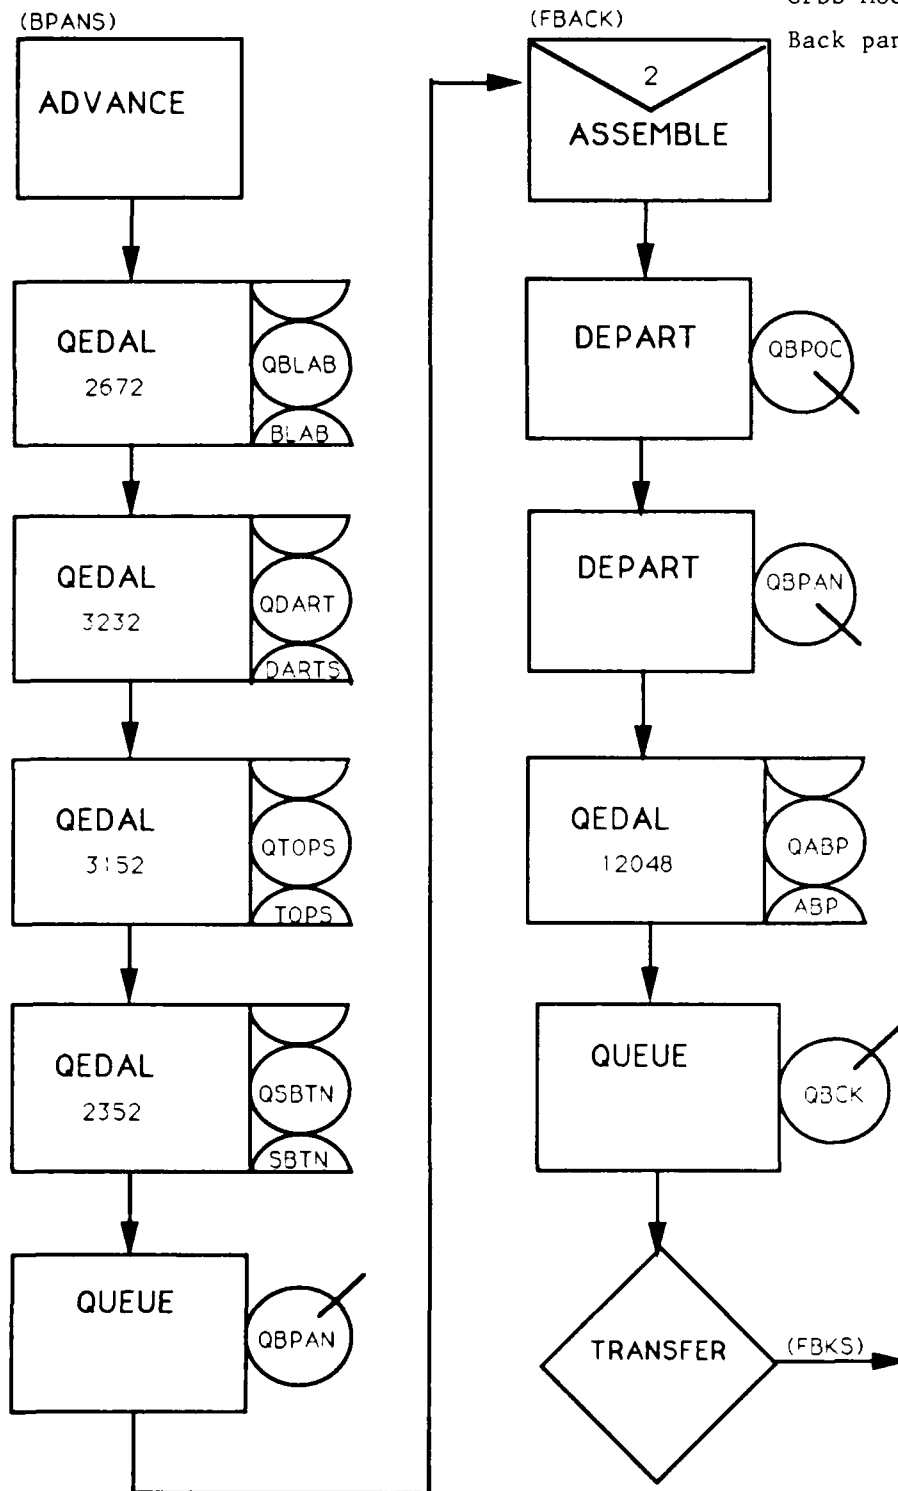 (BPANS)
ADVANCE
QEDAL
2672
QBLAB
BLAB
QEDAL
3232
QDART
DARTS
QEDAL
3152
QTOPS
TOPS
QEDAL
2352
QSBTN
SBTN
QUEUE
QBPAN
(FBACK)
Back par
2
ASSEMBLE
DEPART
QBPOC
DEPART
QBPAN
QEDAL
12048
QABP
ABP
QUEUE
QBCK
TRANSFER
(FBKS)